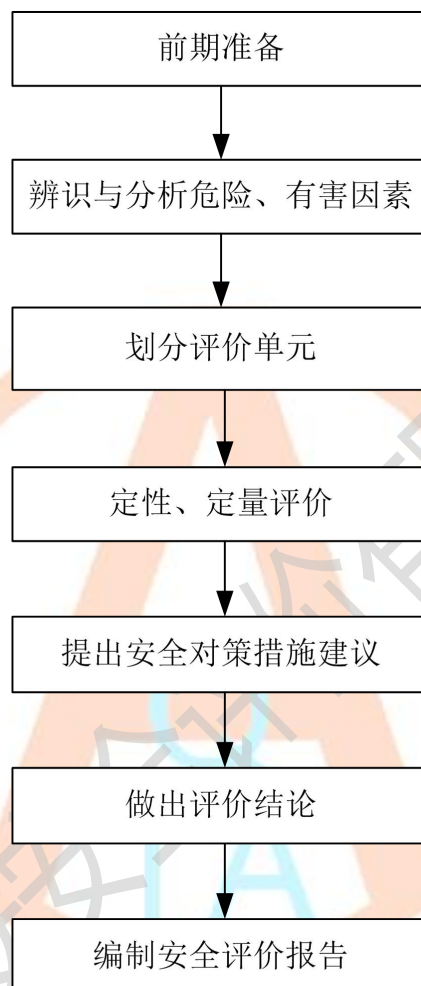 前期准备
辨识与分析危险、有害因素
划分评价单元
定性、定量评价
提出安全对策措施建议
做出评价结论
编制安全评价报告